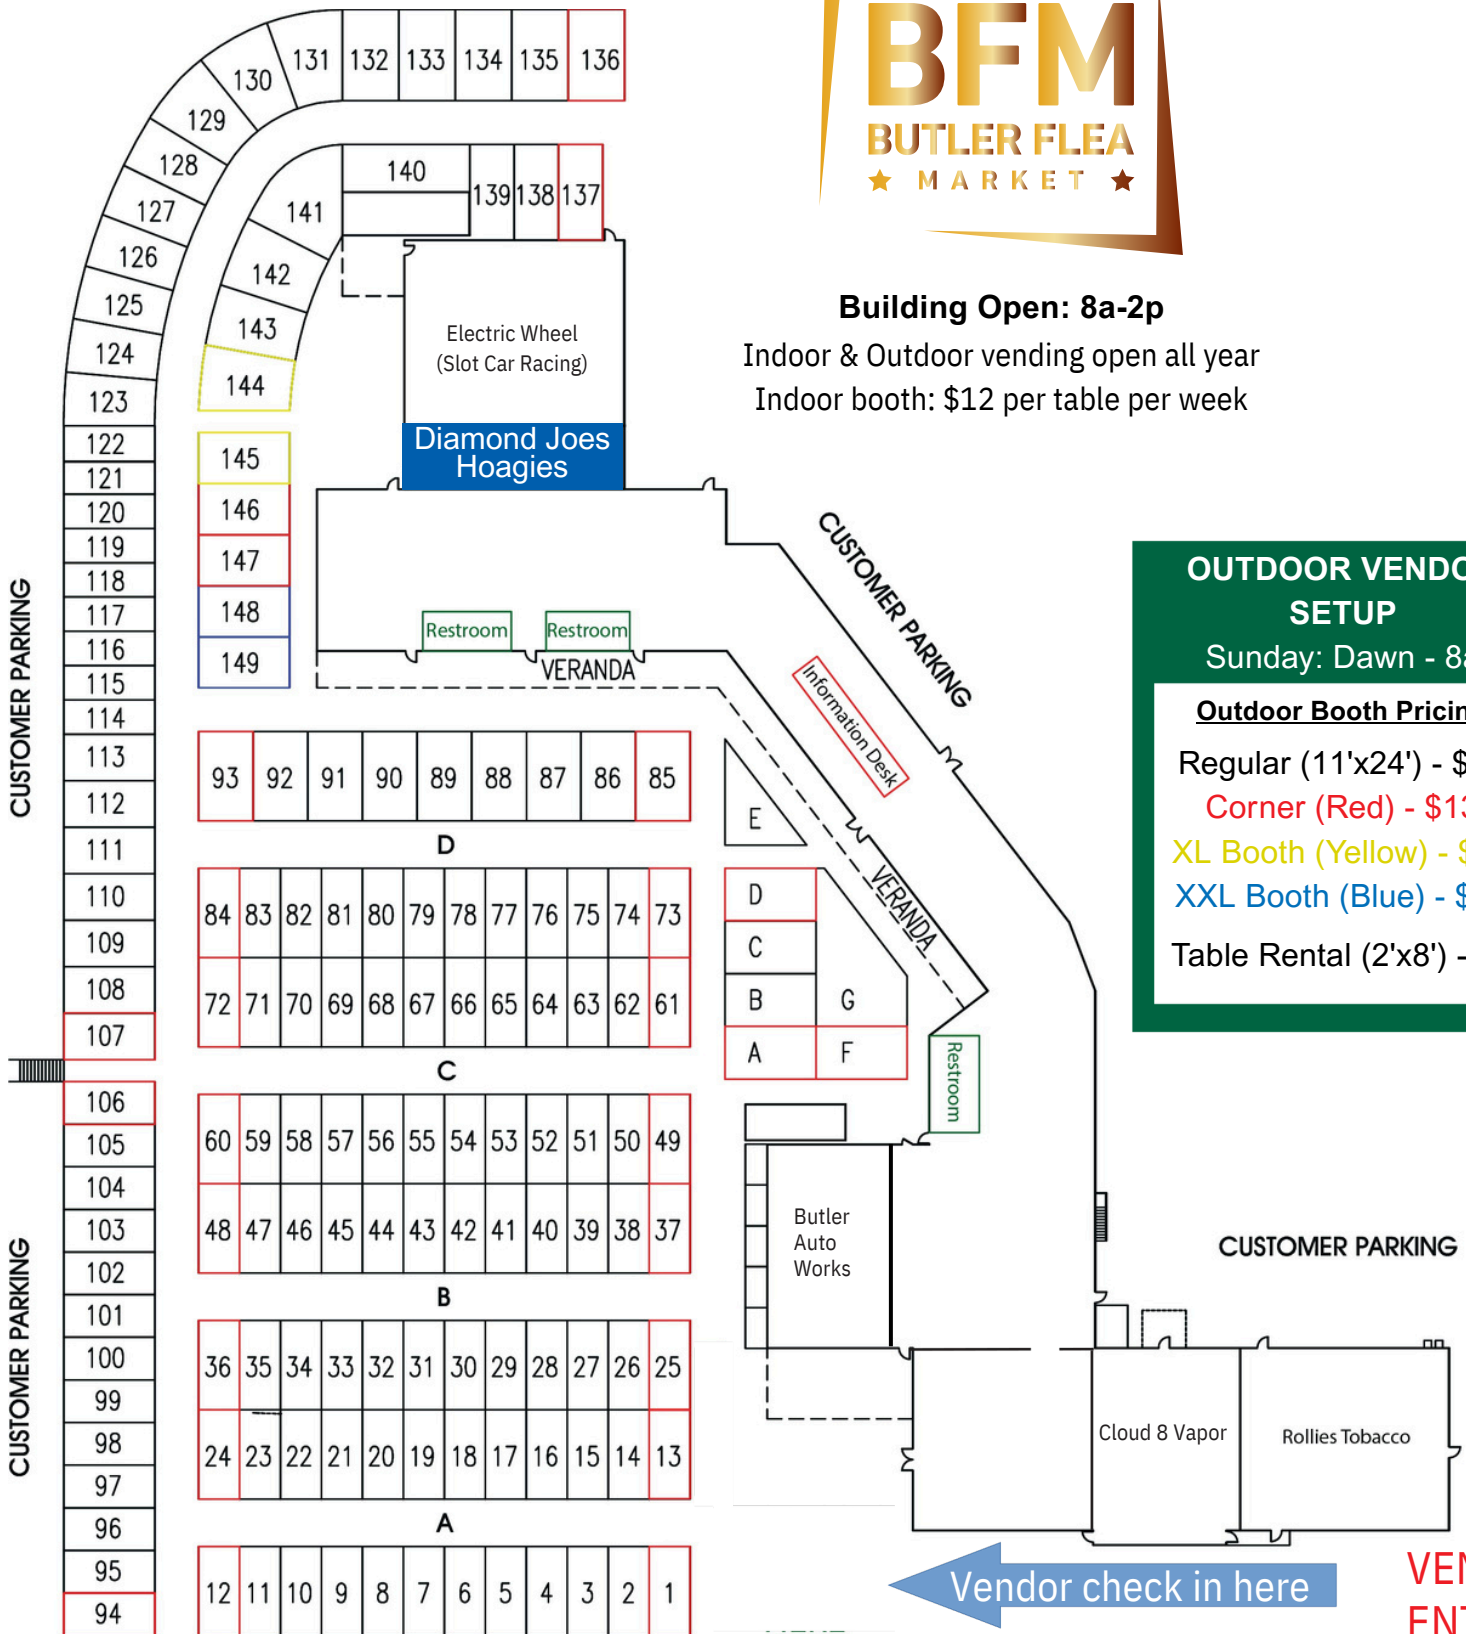 BFM
BUTLER FLEA
MARKET
Building Open: 8a-2p
Indoor & Outdoor vending open all year
Indoor booth: $12 per table per week
131 132 133 134 135 136
130
129
128
127
126
125
124
123
122
121
120
119
118
117
116
115
114
113
112
111
110
109
108
107
106
105
104
103
102
101
100
99
98
97
96
95
94
CUSTOMER PARKING
CUSTOMER PARKING
140 139 138 137
141
142
143
144
145
146
147
148
149
Electric Wheel
(Slot Car Racing)
Diamond Joes
Hoagies
Restroom Restroom
VERANDA
CUSTOMER PARKING
Information Desk
VERANDA
OUTDOOR
SETUP
Sunday: Dawn -
Outdoor Booth
Regular (11'x24') - $
Corner (Red) -
XL Booth (Yellow) -
XXL Booth (Blue) - $
Table Rental (2'x8') -
93 92 91 90 89 88 87 86 85
D
84 83 82 81 80 79 78 77 76 75 74 73
72 71 70 69 68 67 66 65 64 63 62 61
C
60 59 58 57 56 55 54 53 52 51 50 49
48 47 46 45 44 43 42 41 40 39 38 37
B
36 35 34 33 32 31 30 29 28 27 26 25
24 23 22 21 20 19 18 17 16 15 14 13
A
12 11 10 9 8 7 6 5 4 3 2 1
E
D
C
B G
A F
Restroom
Butler
Auto
Works
CUSTOMER PARKING
Cloud 8 Vapor
Rollies Tobacco
Vendor check in here